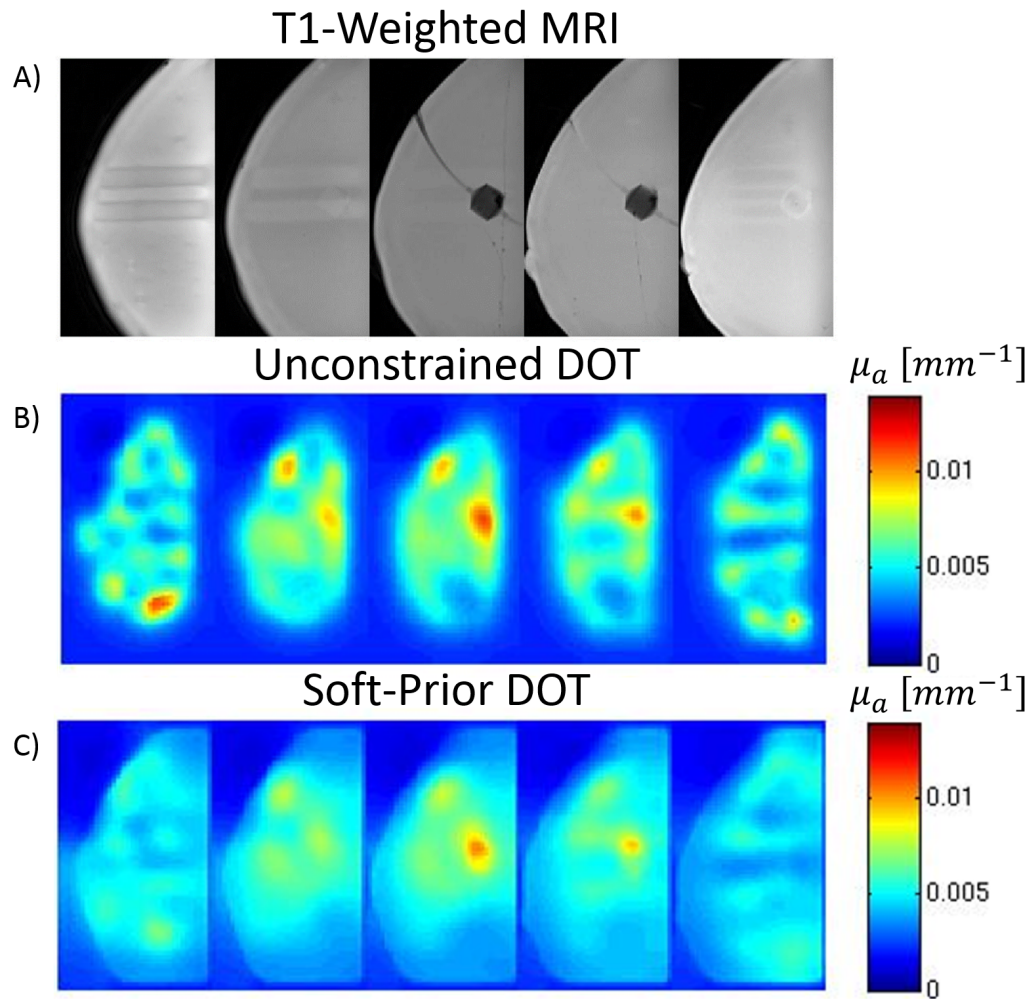 T1-Weighted MRI
A)
Unconstrained DOT
μₐ [mm⁻¹]
B)
0.01
0.005
0
Soft-Prior DOT
μₐ [mm⁻¹]
C)
0.01
0.005
0